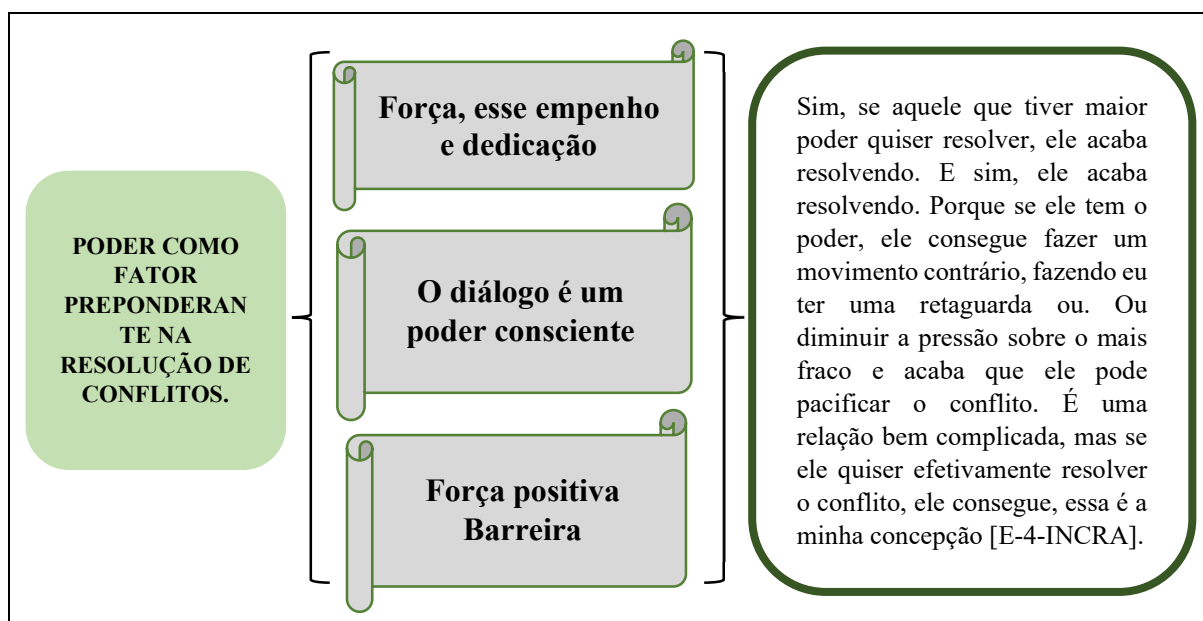 PODER COMO
FATOR
PREPONDERAN
TE NA
RESOLUÇÃO DE
CONFLITOS.
Força, esse empenho
e dedicação
O diálogo é um
poder consciente
Força positiva
Barreira
Sim, se aquele que tiver maior
poder quiser resolver, ele acaba
resolvendo. E sim, ele acaba
resolvendo. Porque se ele tem o
poder, ele consegue fazer um
movimento contrário, fazendo eu
ter uma retaguarda ou. Ou
diminuir a pressão sobre o mais
fraco e acaba que ele pode
pacificar o conflito. É uma
relação bem complicada, mas se
ele quiser efetivamente resolver
o conflito, ele consegue, essa é a
minha concepção [E-4-INCRA].